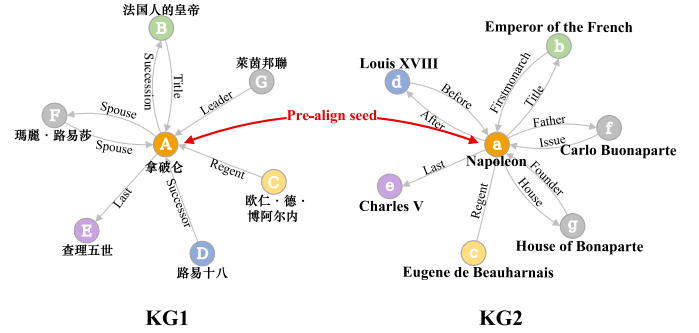 法国人的皇帝
B
Succession
Title
萊茵邦聯
G
Leader
F
Spouse
瑪麗·路易莎
Spouse
A
拿破仑
Pre-align seed
Regent
C
欧仁·德·
博阿尔内
Last
E
查理五世
Successor
D
路易十八
KG1
Emperor of the French
b
Firstmonarch
Title
Louis XVIII
d
Before
After
Father
f
Issue
Carlo Buonaparte
a
Napoleon
Last
e
Charles V
Founder
House
g
House of Bonaparte
Regent
c
Eugene de Beauharnais
KG2